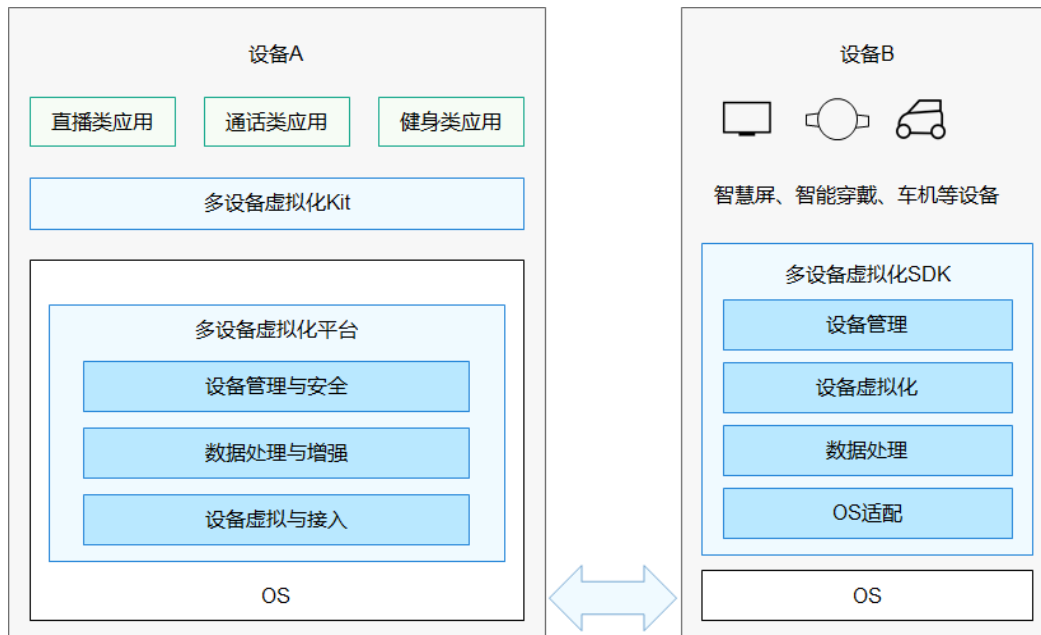 设备A
直播类应用
通话类应用
健身类应用
多设备虚拟化Kit
多设备虚拟化平台
设备管理与安全
数据处理与增强
设备虚拟与接入
OS
设备B
智慧屏、智能穿戴、车机等设备
多设备虚拟化SDK
设备管理
设备虚拟化
数据处理
OS适配
OS